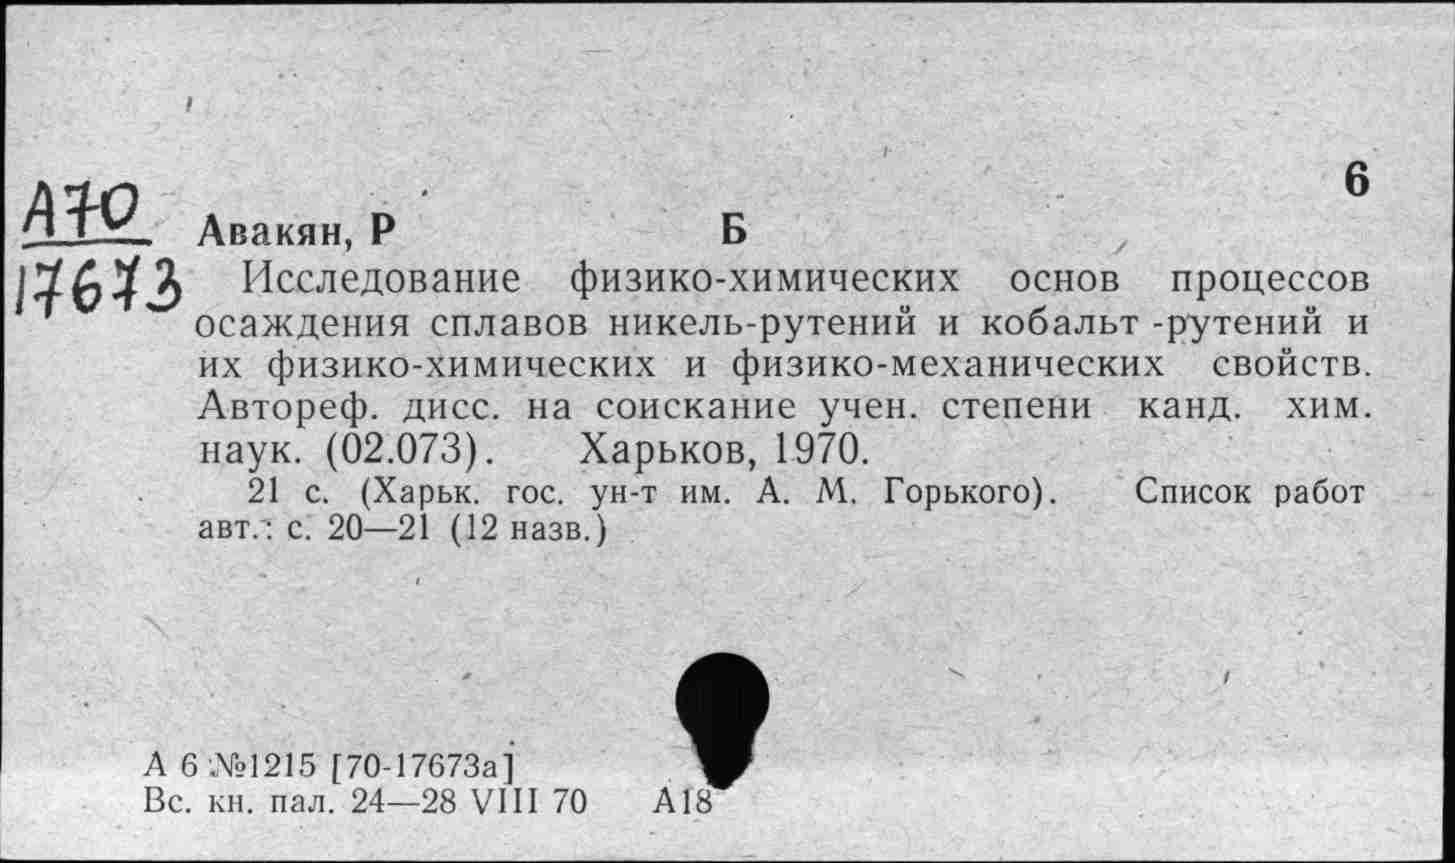 6
А70
Авакян, Р Б
17673
Исследование физико-химических основ процессов
осаждения сплавов никель-рутений и кобальт -рутений и
их физико-химических и физико-механических свойств.
Автореф. дисс. на соискание учен. степени канд. хим.
наук. (02.073). Харьков, 1970.
21 с. (Харьк. гос. ун-т им. А. М. Горького). Список работ
авт.: с. 20—21 (12 назв.)
А 6 №1215 [70-17673а]
Вс. кн. пал. 24—28 VIII 70 А18